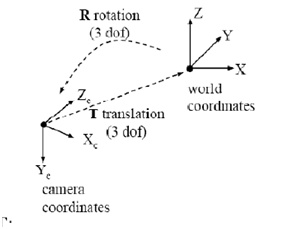 R rotation
(3 dof)
Z
Y
X
world
coordinates
Zc
T translation
(3 dof)
Xc
Yc
camera
coordinates